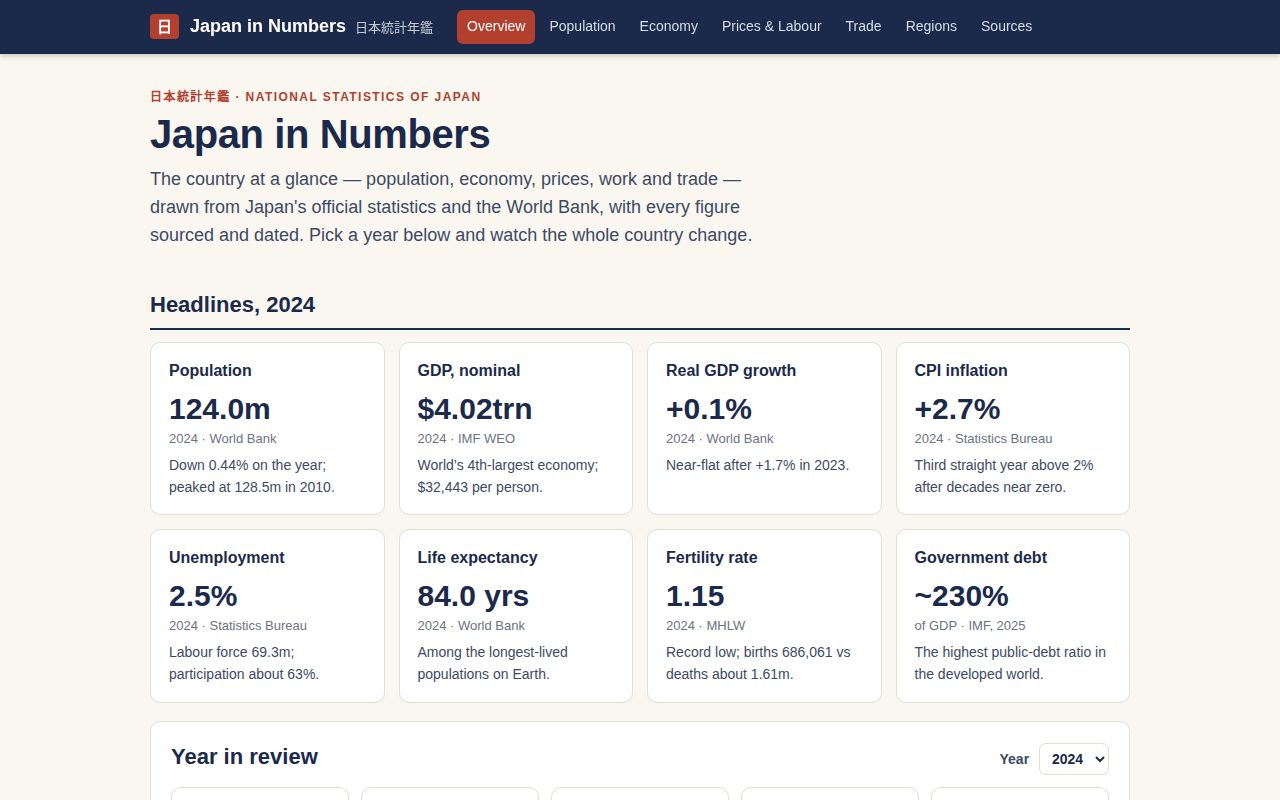 日 Japan in Numbers 日本統計年鑑 Overview Population Economy Prices & Labour Trade Regions Sources
日本統計年鑑 · NATIONAL STATISTICS OF JAPAN
Japan in Numbers
The country at a glance — population, economy, prices, work and trade —
drawn from Japan's official statistics and the World Bank, with every figure
sourced and dated. Pick a year below and watch the whole country change.
Headlines, 2024
Population
124.0m
2024 · World Bank
Down 0.44% on the year;
peaked at 128.5m in 2010.
GDP, nominal
$4.02trn
2024 · IMF WEO
World's 4th-largest economy;
$32,443 per person.
Real GDP growth
+0.1%
2024 · World Bank
Near-flat after +1.7% in 2023.
CPI inflation
+2.7%
2024 · Statistics Bureau
Third straight year above 2%
after decades near zero.
Unemployment
2.5%
2024 · Statistics Bureau
Labour force 69.3m;
participation about 63%.
Life expectancy
84.0 yrs
2024 · World Bank
Among the longest-lived
populations on Earth.
Fertility rate
1.15
2024 · MHLW
Record low; births 686,061 vs
deaths about 1.61m.
Government debt
~230%
of GDP · IMF, 2025
The highest public-debt ratio in
the developed world.
Year in review
Year 2024